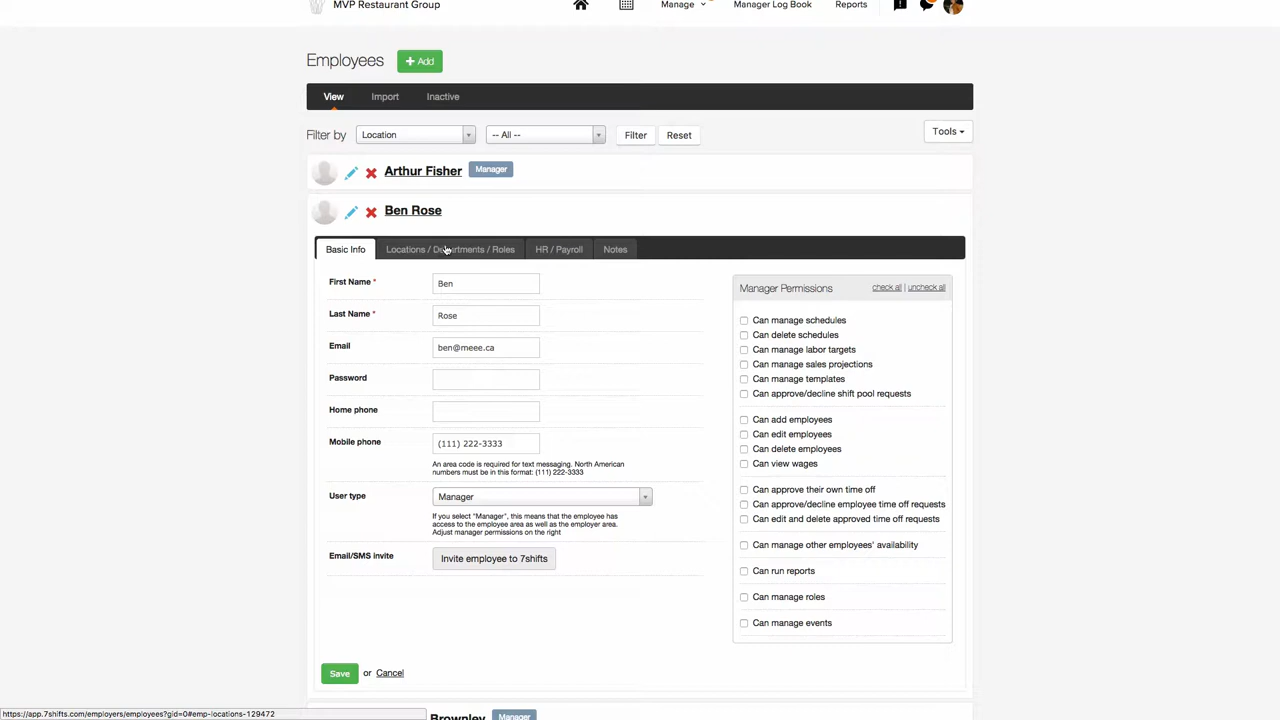 MVP Restaurant Group
Manage
Manager Log Book
Reports
Employees
+ Add
View
Import
Inactive
Filter by
Location
-- All --
Filter
Reset
Tools
Arthur Fisher
Manager
Ben Rose
Basic Info
Locations / Departments / Roles
HR / Payroll
Notes
First Name *
Ben
Last Name *
Rose
Email
ben@meee.ca
Password
Home phone
Mobile phone
(111) 222-3333
An area code is required for text messaging. North American
numbers must be in this format: (111) 222-3333
User type
Manager
If you select "Manager", this means that the employee has
access to the employee area as well as the employer area.
Adjust manager permissions on the right
Email/SMS invite
Invite employee to 7shifts
Manager Permissions
check all | uncheck all
Can manage schedules
Can delete schedules
Can manage labor targets
Can manage sales projections
Can manage templates
Can approve/decline shift pool requests
Can add employees
Can edit employees
Can delete employees
Can view wages
Can approve their own time off
Can approve/decline employee time off requests
Can edit and delete approved time off requests
Can manage other employees' availability
Can run reports
Can manage roles
Can manage events
Save
or
Cancel
https://app.7shifts.com/employers/employees?gid=0#emp-locations-129472
Brownley
Manager